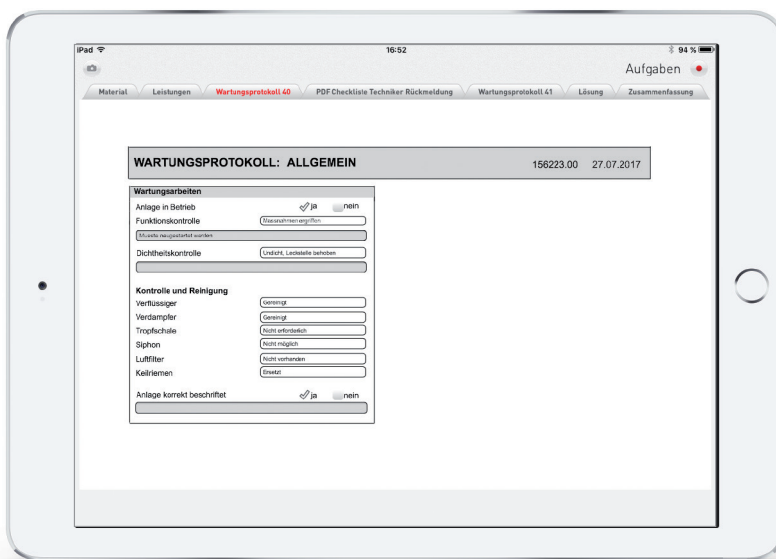 iPad 16:52 94 %
Aufgaben
Material Leistungen Wartungsprotokoll 40 PDF Checkliste Techniker Rückmeldung Wartungsprotokoll 41 Lösung Zusammenfassung
WARTUNGSPROTOKOLL: ALLGEMEIN 156223.00 27.07.2017
Wartungsarbeiten
Anlage in Betrieb ja nein
Funktionskontrolle Massnahmen ergriffen
Musste neugestartet werden
Dichtheitskontrolle Undicht, Leckstelle behoben
Kontrolle und Reinigung
Verflüssiger Gereinigt
Verdampfer Gereinigt
Tropfschale Nicht erforderlich
Siphon Nicht möglich
Luftfilter Nicht vorhanden
Keilriemen Ersetzt
Anlage korrekt beschriftet ja nein